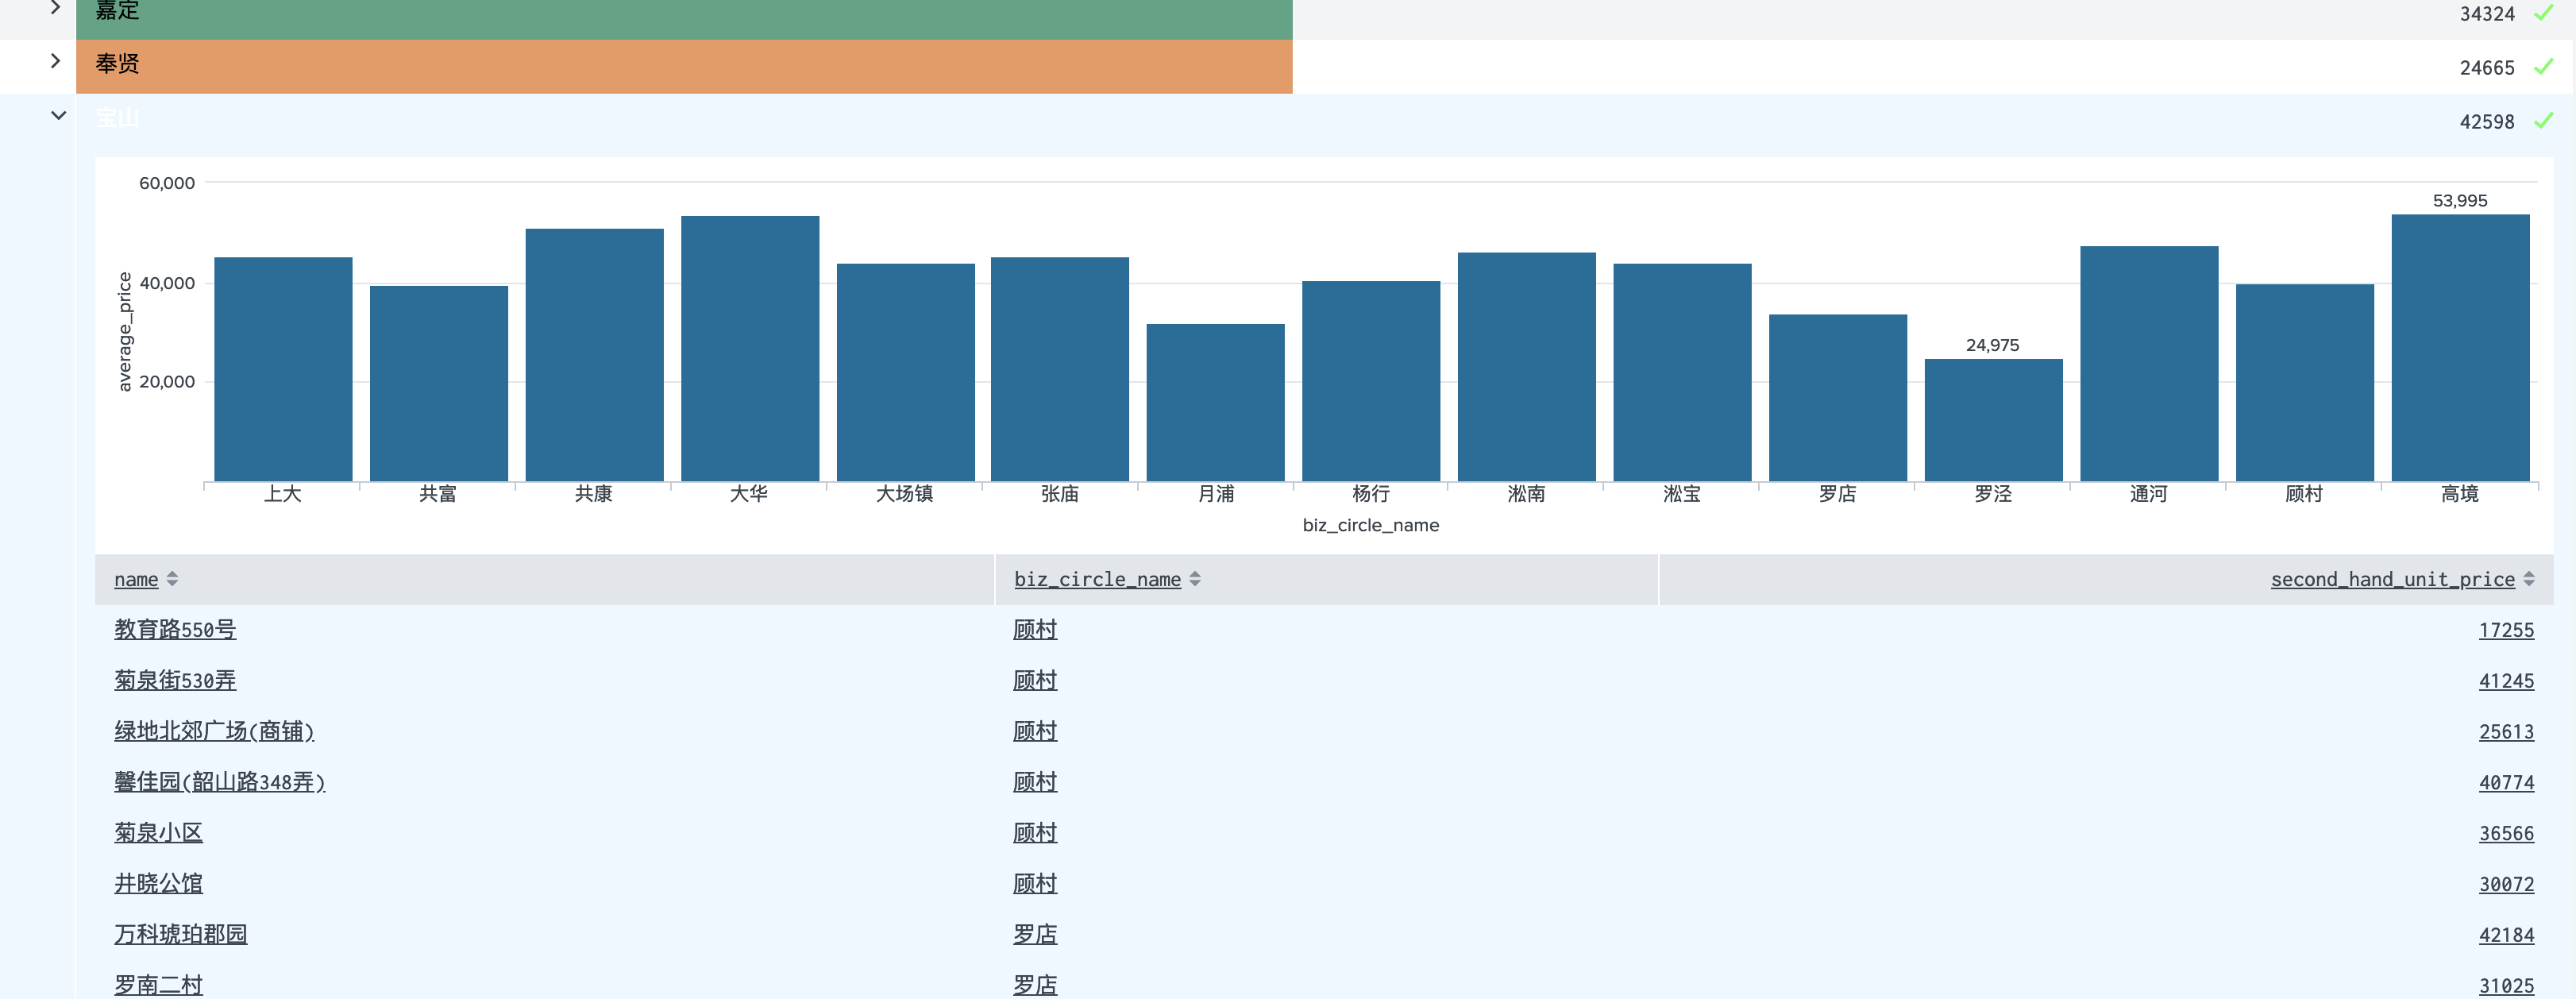 嘉定 34324
奉贤 24665
宝山 42598
60,000
40,000
20,000
average_price
53,995
24,975
上大 共富 共康 大华 大场镇 张庙 月浦 杨行 淞南 淞宝 罗店 罗泾 通河 顾村 高境
biz_circle_name
name biz_circle_name second_hand_unit_price
教育路550号 顾村 17255
菊泉街530弄 顾村 41245
绿地北郊广场(商铺) 顾村 25613
馨佳园(韶山路348弄) 顾村 40774
菊泉小区 顾村 36566
井晓公馆 顾村 30072
万科琥珀郡园 罗店 42184
罗南二村 罗店 31025